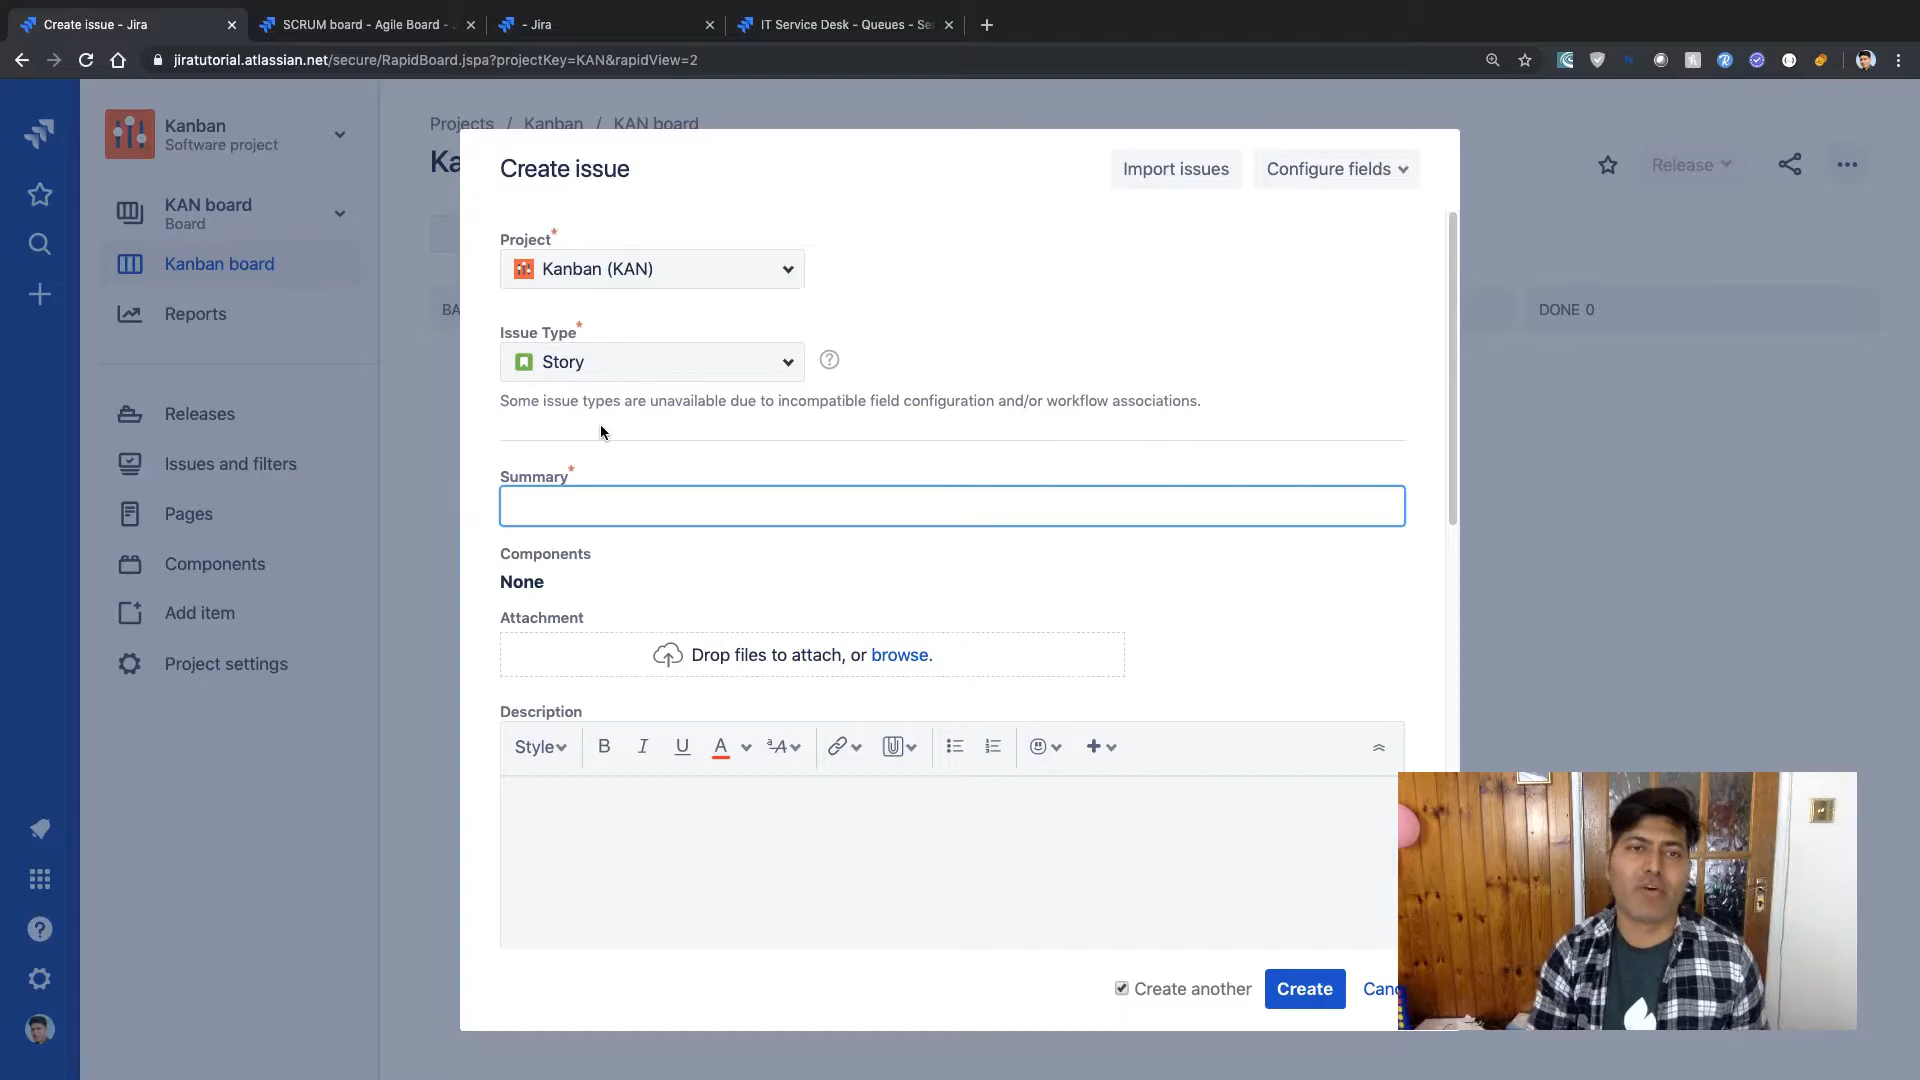 Create issue - Jira
SCRUM board - Agile Board -
- Jira
IT Service Desk - Queues - Se
jiratutorial.atlassian.net/secure/RapidBoard.jspa?projectKey=KAN&rapidView=2
Kanban
Software project
KAN board
Board
Kanban board
Reports
Releases
Issues and filters
Pages
Components
Add item
Project settings
Projects / Kanban / KAN board
Ka
Release
BA
DONE 0
Create issue
Import issues
Configure fields
Project*
Kanban (KAN)
Issue Type*
Story
Some issue types are unavailable due to incompatible field configuration and/or workflow associations.
Summary*
Components
None
Attachment
Drop files to attach, or browse.
Description
Style
B I U A ªA
Create another
Create
Canc